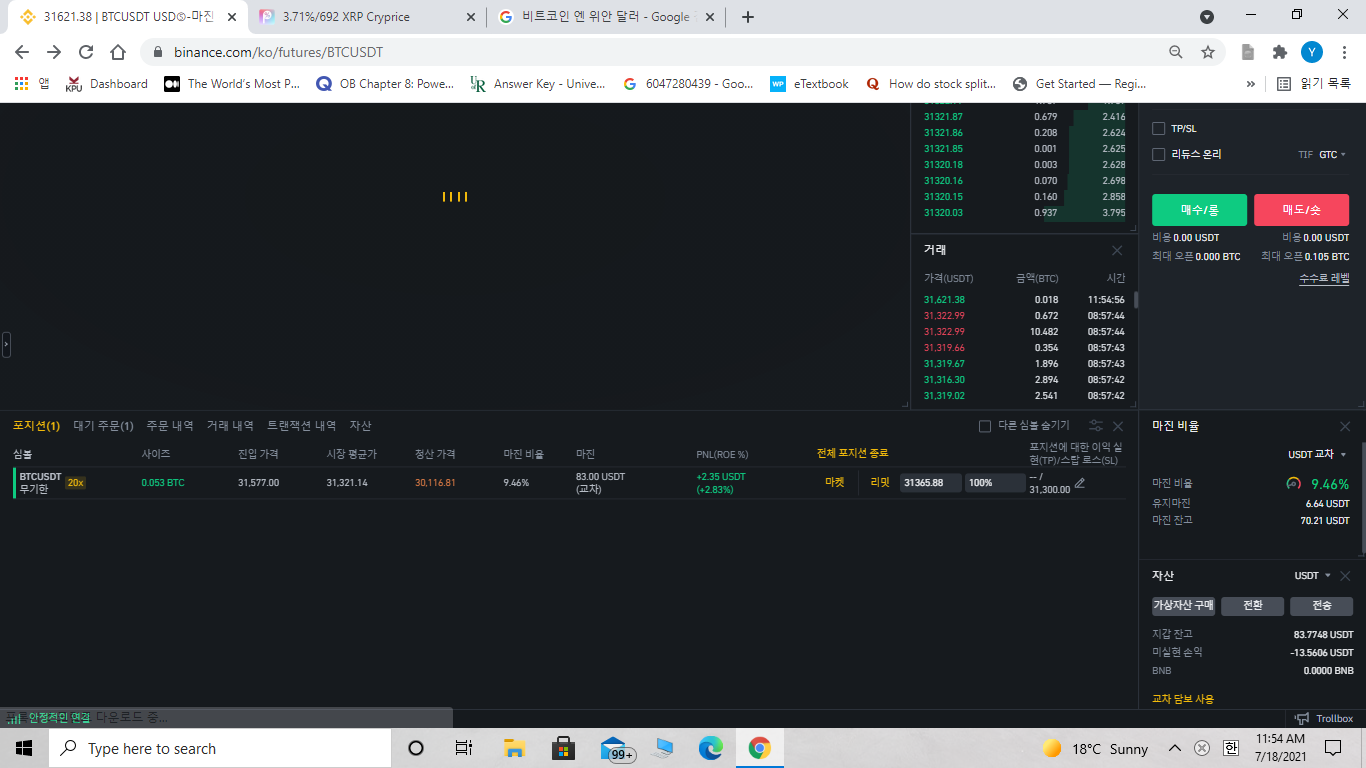 31621.38 | BTCUSDT USDⓈ-마진
3.71%/692 XRP Cryprice
비트코인 엔 위안 달러 - Google
binance.com/ko/futures/BTCUSDT
Y
앱
Dashboard
The World's Most P...
OB Chapter 8: Powe...
Answer Key - Unive...
6047280439 - Goo...
eTextbook
How do stock split...
Get Started — Regi...
»
읽기 목록
31321.87 0.679 2.416
31321.86 0.208 2.624
31321.85 0.001 2.625
31320.18 0.003 2.628
31320.16 0.070 2.698
31320.15 0.160 2.858
31320.03 0.937 3.795
TP/SL
리듀스 온리 TIF GTC
매수/롱 매도/숏
비용 0.00 USDT 비용 0.00 USDT
최대 오픈 0.000 BTC 최대 오픈 0.105 BTC
수수료 레벨
거래
가격(USDT) 금액(BTC) 시간
31,621.38 0.018 11:54:56
31,322.99 0.672 08:57:44
31,322.99 10.482 08:57:44
31,319.66 0.354 08:57:43
31,319.67 1.896 08:57:43
31,316.30 2.894 08:57:42
31,319.02 2.541 08:57:42
포지션(1) 대기 주문(1) 주문 내역 거래 내역 트랜잭션 내역 자산
다른 심볼 숨기기
심볼 사이즈 진입 가격 시장 평균가 정산 가격 마진 비율 마진 PNL(ROE %) 전체 포지션 종료
포지션에 대한 이익 실
현(TP)/스탑 로스(SL)
BTCUSDT
무기한
20x
0.053 BTC
31,577.00
31,321.14
30,116.81
9.46%
83.00 USDT
(교차)
+2.35 USDT
(+2.83%)
마켓
리밋
31365.88
100%
-- /
31,300.00
마진 비율
USDT 교차
마진 비율 9.46%
유지마진 6.64 USDT
마진 잔고 70.21 USDT
자산 USDT
가상자산 구매 전환 전송
지갑 잔고 83.7748 USDT
미실현 손익 -13.5606 USDT
BNB 0.0000 BNB
교차 담보 사용
안정적인 연결
다운로드 중...
Trollbox
Type here to search
99+
18°C Sunny
한
11:54 AM
7/18/2021